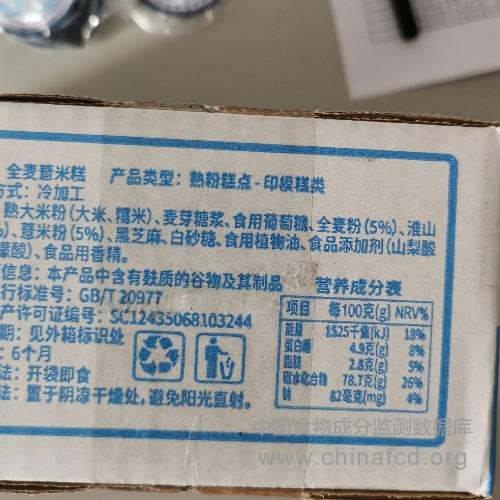 全麦薏米糕 产品类型：熟粉糕点-印模糕类
方式：冷加工
熟大米粉（大米、糯米）、麦芽糖浆、食用葡萄糖、全麦粉（5%）、淮山
、薏米粉（5%）、黑芝麻、白砂糖、食用植物油、食品添加剂（山梨酸
檬酸）、食品用香精。
信息：本产品中含有麸质的谷物及其制品
行标准号：GB/T 20977
产许可证编号：SC12435068103244
期：见外箱标识处
：6个月
法：开袋即食
法：置于阴凉干燥处，避免阳光直射。
营养成分表
项目 每100克(g) NRV%
能量 1525千焦(kJ) 18%
蛋白质 4.9克(g) 8%
脂肪 2.8克(g) 5%
碳水化合物 78.7克(g) 26%
钠 82毫克(mg) 4%
中国食物成分监测数据库
www.chinafcd.org